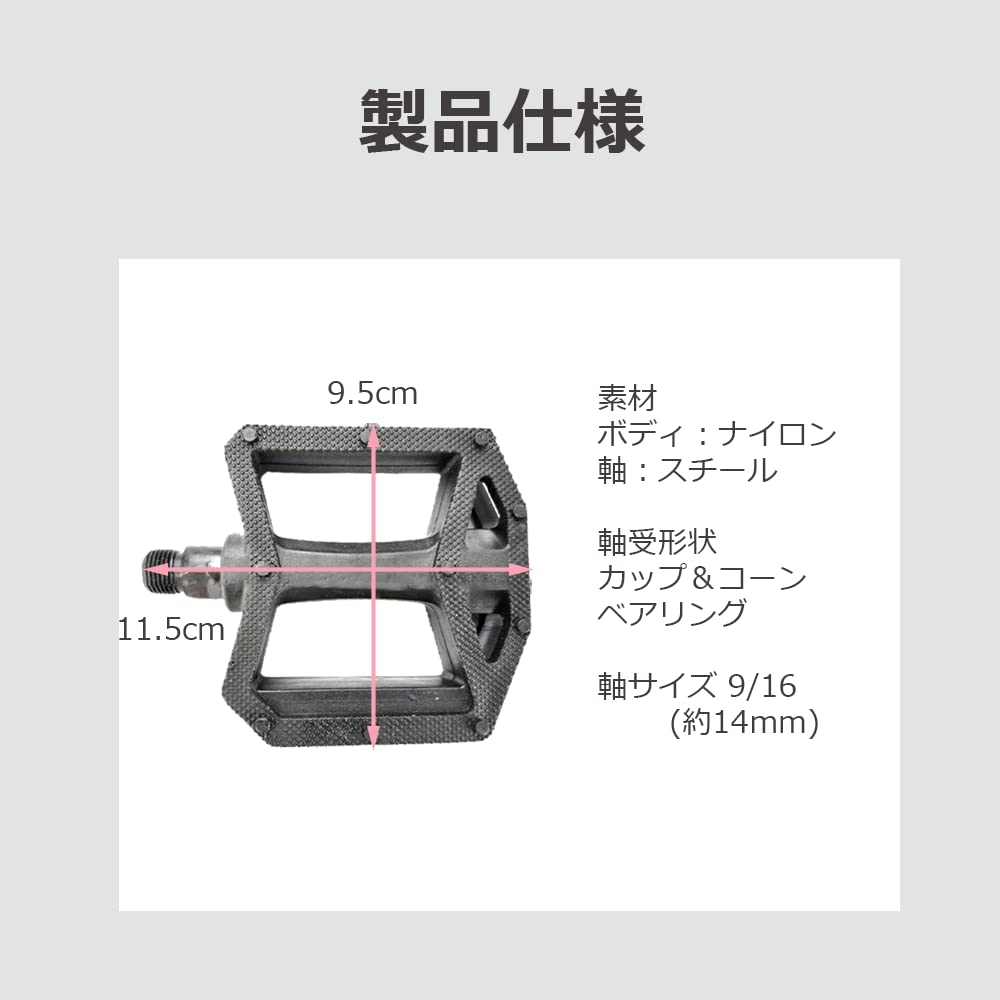 製品仕様
9.5cm
11.5cm
素材
ボディ：ナイロン
軸：スチール
軸受形状
カップ＆コーン
ベアリング
軸サイズ 9/16
(約14mm)